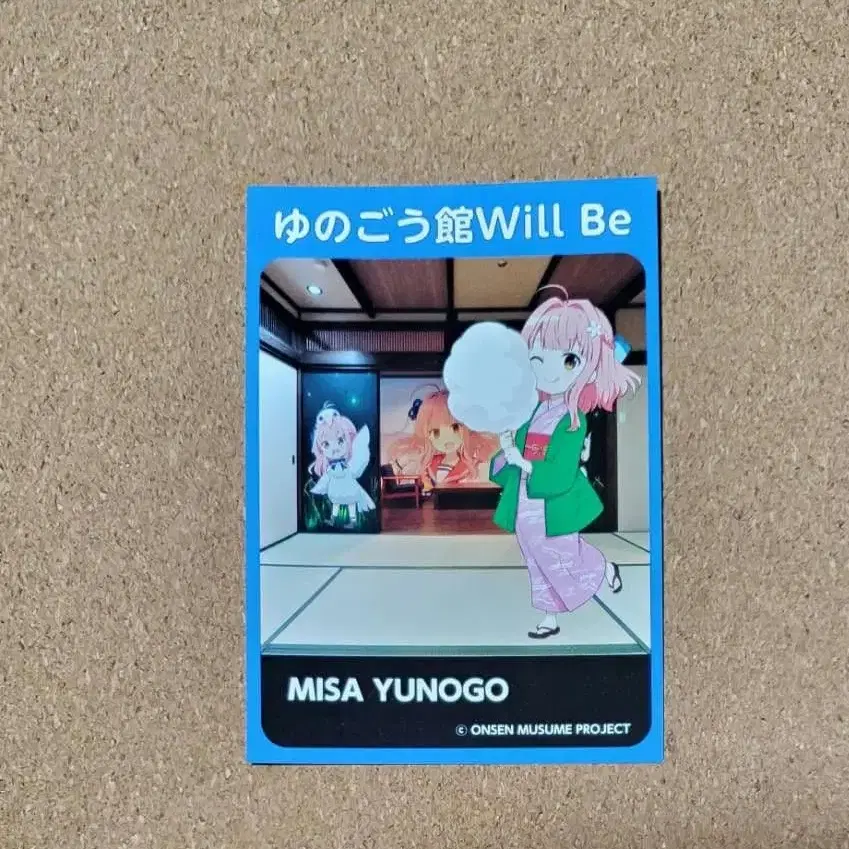 ゆのごう館Will Be
MISA YUNOGO
© ONSEN MUSUME PROJECT